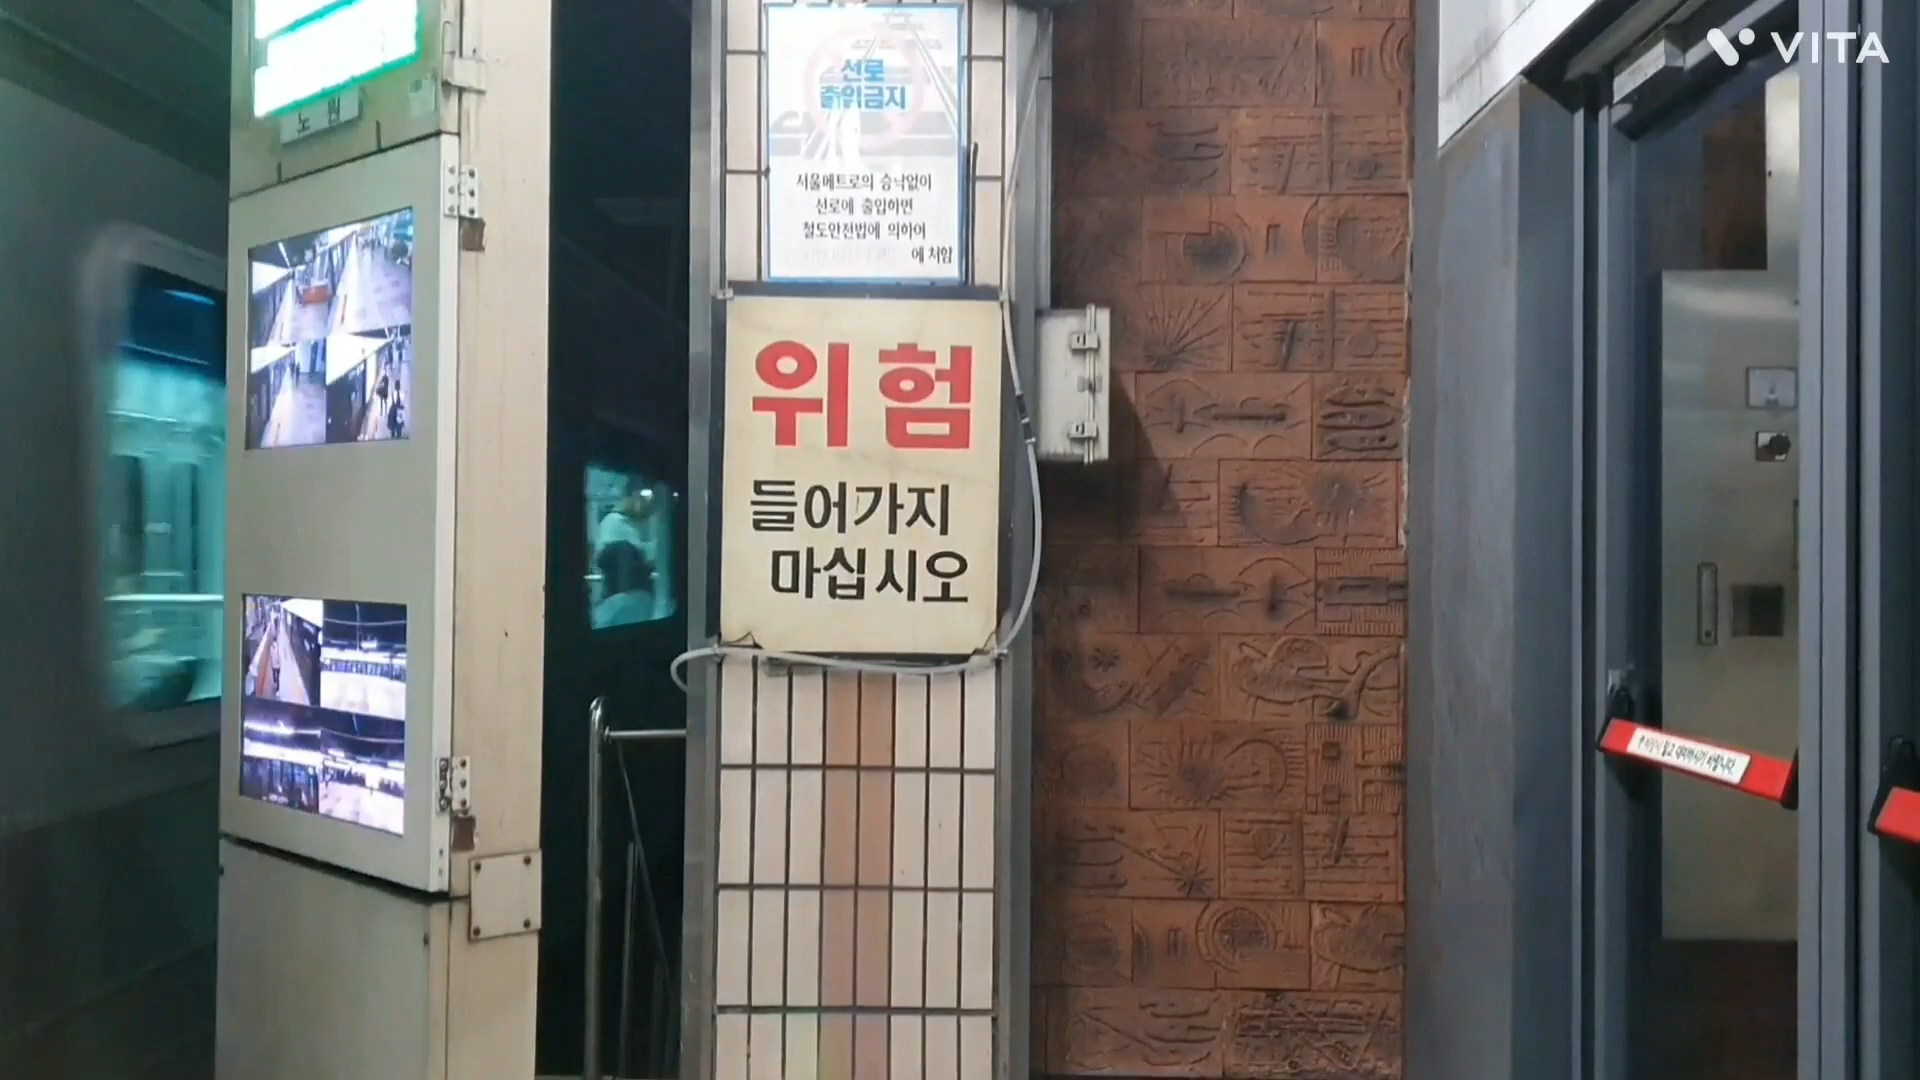 노원
선로
출입금지
서울메트로의 승낙없이
선로에 출입하면
철도안전법에 의하여
에 처함
위험
들어가지
마십시오
VITA